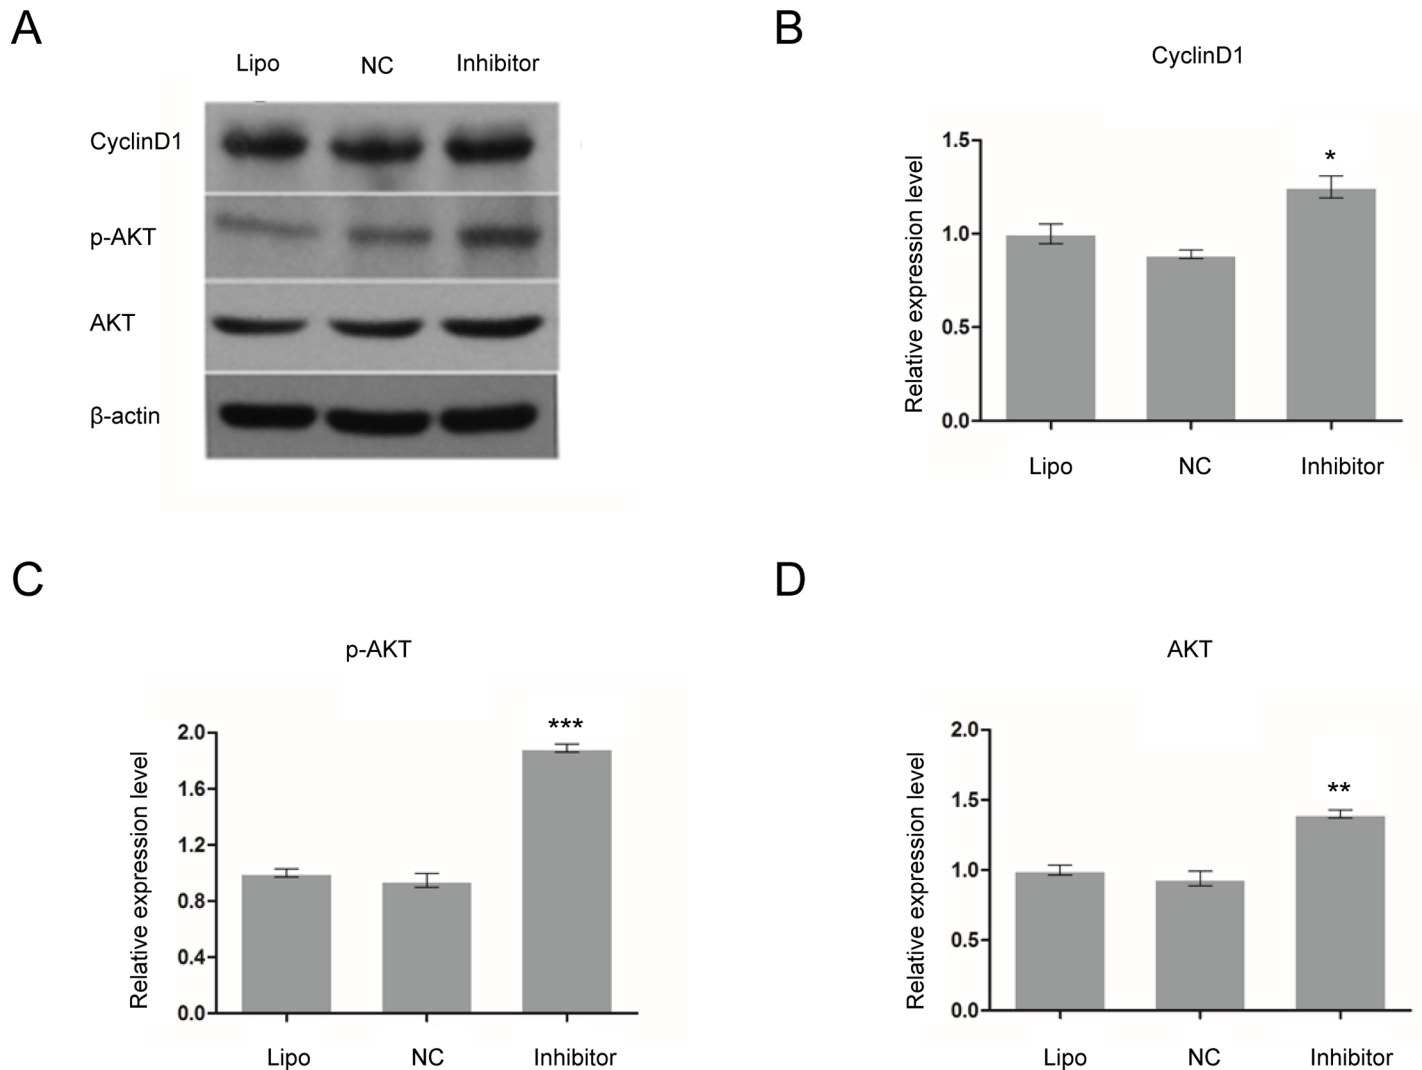 A
Lipo NC Inhibitor
CyclinD1
p-AKT
AKT
β-actin
B
CyclinD1
Relative expression level
1.5
1.0
0.5
0.0
*
Lipo NC Inhibitor
C
p-AKT
Relative expression level
2.0
1.6
1.2
0.8
0.4
0.0
***
Lipo NC Inhibitor
D
AKT
Relative expression level
2.0
1.5
1.0
0.5
0.0
**
Lipo NC Inhibitor